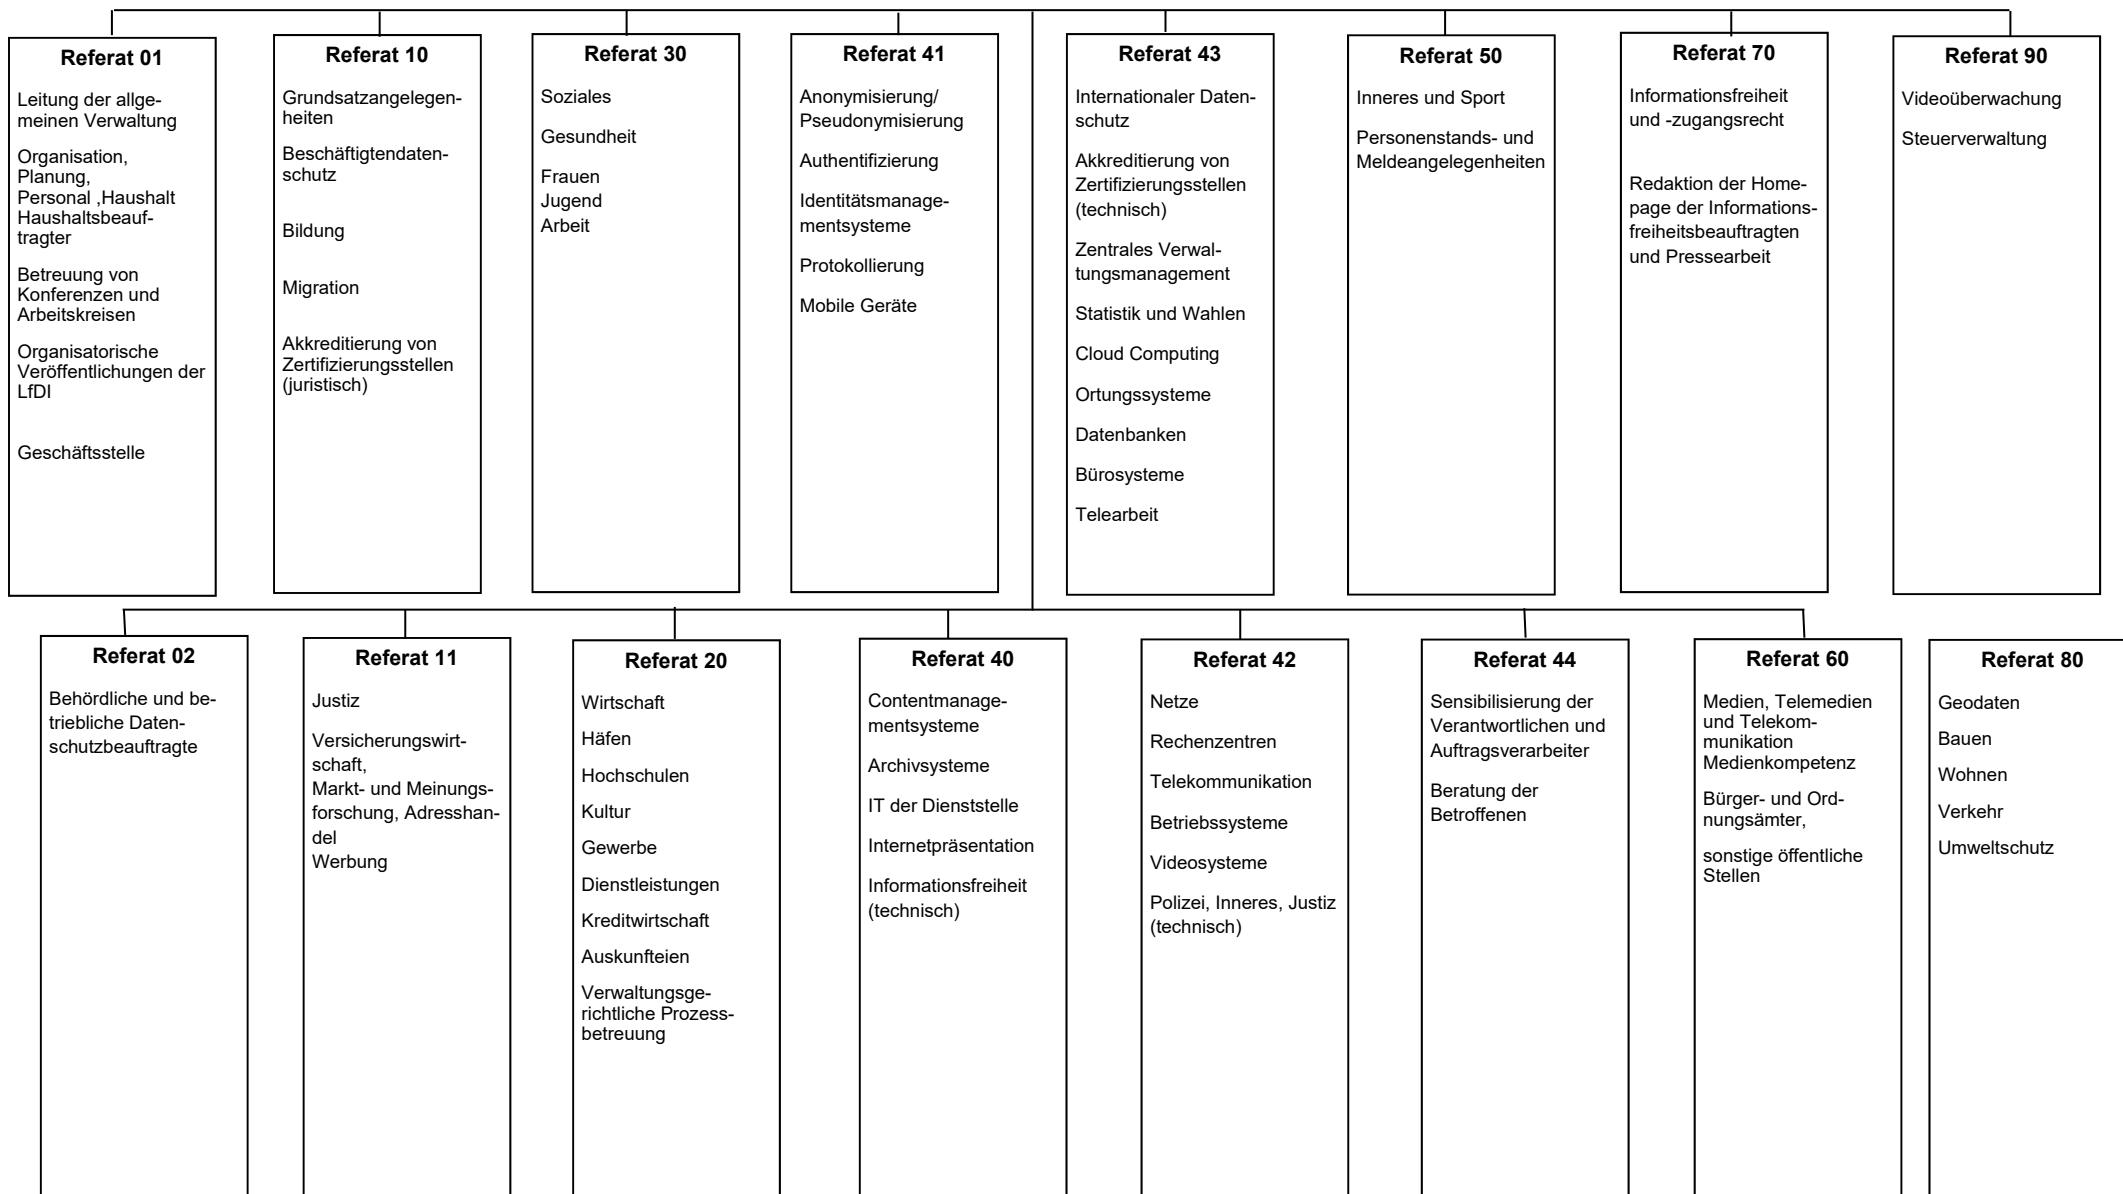 Referat 01
Leitung der allge-
meinen Verwaltung
Organisation,
Planung,
Personal ,Haushalt
Haushaltsbeauf-
tragter
Betreuung von
Konferenzen und
Arbeitskreisen
Organisatorische
Veröffentlichungen der
LfDI
Geschäftsstelle
Referat 10
Grundsatzangelegen-
heiten
Beschäftigtendaten-
schutz
Bildung
Migration
Akkreditierung von
Zertifizierungsstellen
(juristisch)
Referat 30
Soziales
Gesundheit
Frauen
Jugend
Arbeit
Referat 41
Anonymisierung/
Pseudonymisierung
Authentifizierung
Identitätsmanage-
mentsysteme
Protokollierung
Mobile Geräte
Referat 43
Internationaler Daten-
schutz
Akkreditierung von
Zertifizierungsstellen
(technisch)
Zentrales Verwal-
tungsmanagement
Statistik und Wahlen
Cloud Computing
Ortungssysteme
Datenbanken
Bürosysteme
Telearbeit
Referat 50
Inneres und Sport
Personenstands- und
Meldeangelegenheiten
Referat 70
Informationsfreiheit
und -zugangsrecht
Redaktion der Home-
page der Informations-
freiheitsbeauftragten
und Pressearbeit
Referat 90
Videoüberwachung
Steuerverwaltung
Referat 02
Behördliche und be-
triebliche Daten-
schutzbeauftragte
Referat 11
Justiz
Versicherungswirt-
schaft,
Markt- und Meinungs-
forschung, Adresshan-
del
Werbung
Referat 20
Wirtschaft
Häfen
Hochschulen
Kultur
Gewerbe
Dienstleistungen
Kreditwirtschaft
Auskunfteien
Verwaltungsge-
richtliche Prozess-
betreuung
Referat 40
Contentmanage-
mentsysteme
Archivsysteme
IT der Dienststelle
Internetpräsentation
Informationsfreiheit
(technisch)
Referat 42
Netze
Rechenzentren
Telekommunikation
Betriebssysteme
Videosysteme
Polizei, Inneres, Justiz
(technisch)
Referat 44
Sensibilisierung der
Verantwortlichen und
Auftragsverarbeiter
Beratung der
Betroffenen
Referat 60
Medien, Telemedien
und Telekom-
munikation
Medienkompetenz
Bürger- und Ord-
nungsämter,
sonstige öffentliche
Stellen
Referat 80
Geodaten
Bauen
Wohnen
Verkehr
Umweltschutz